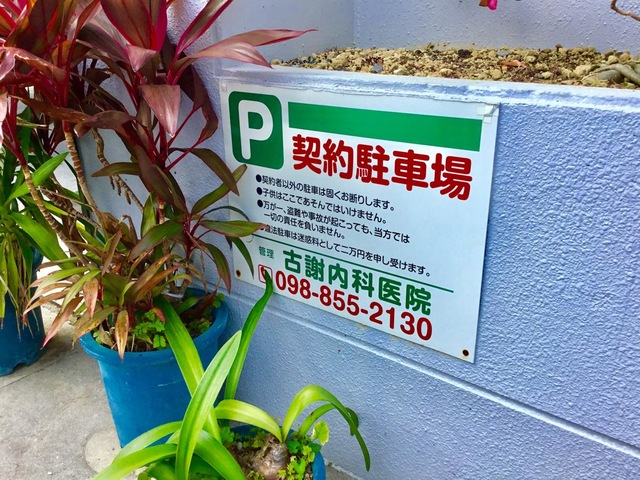 P
契約駐車場
●契約者以外の駐車は固くお断りします。
●子供はここであそんではいけません。
●万が一、盗難や事故が起こっても、当方では
一切の責任を負いません。
違法駐車は迷惑料として二万円を申し受けます。
管理 古謝内科医院
098-855-2130